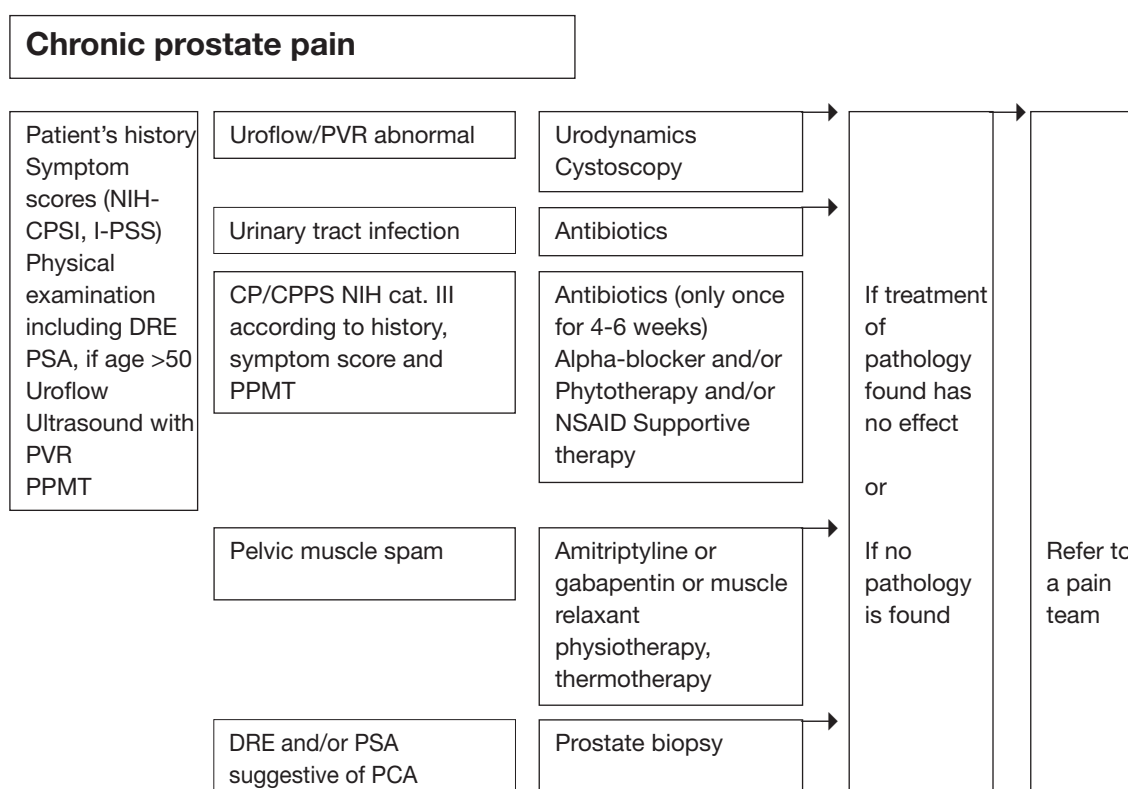 Chronic prostate pain
Patient's history
Symptom
scores (NIH-
CPSI, I-PSS)
Physical
examination
including DRE
PSA, if age >50
Uroflow
Ultrasound with
PVR
PPMT
Uroflow/PVR abnormal
Urodynamics
Cystoscopy
Urinary tract infection
Antibiotics
CP/CPPS NIH cat. III
according to history,
symptom score and
PPMT
Antibiotics (only once
for 4-6 weeks)
Alpha-blocker and/or
Phytotherapy and/or
NSAID Supportive
therapy
Pelvic muscle spam
Amitriptyline or
gabapentin or muscle
relaxant
physiotherapy,
thermotherapy
DRE and/or PSA
suggestive of PCA
Prostate biopsy
If treatment
of
pathology
found has
no effect
or
If no
pathology
is found
Refer to
a pain
team